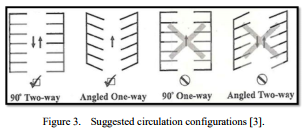 90° Two-way
Angled One-way
90° One-way
Angled Two-way
Figure 3. Suggested circulation configurations [3].